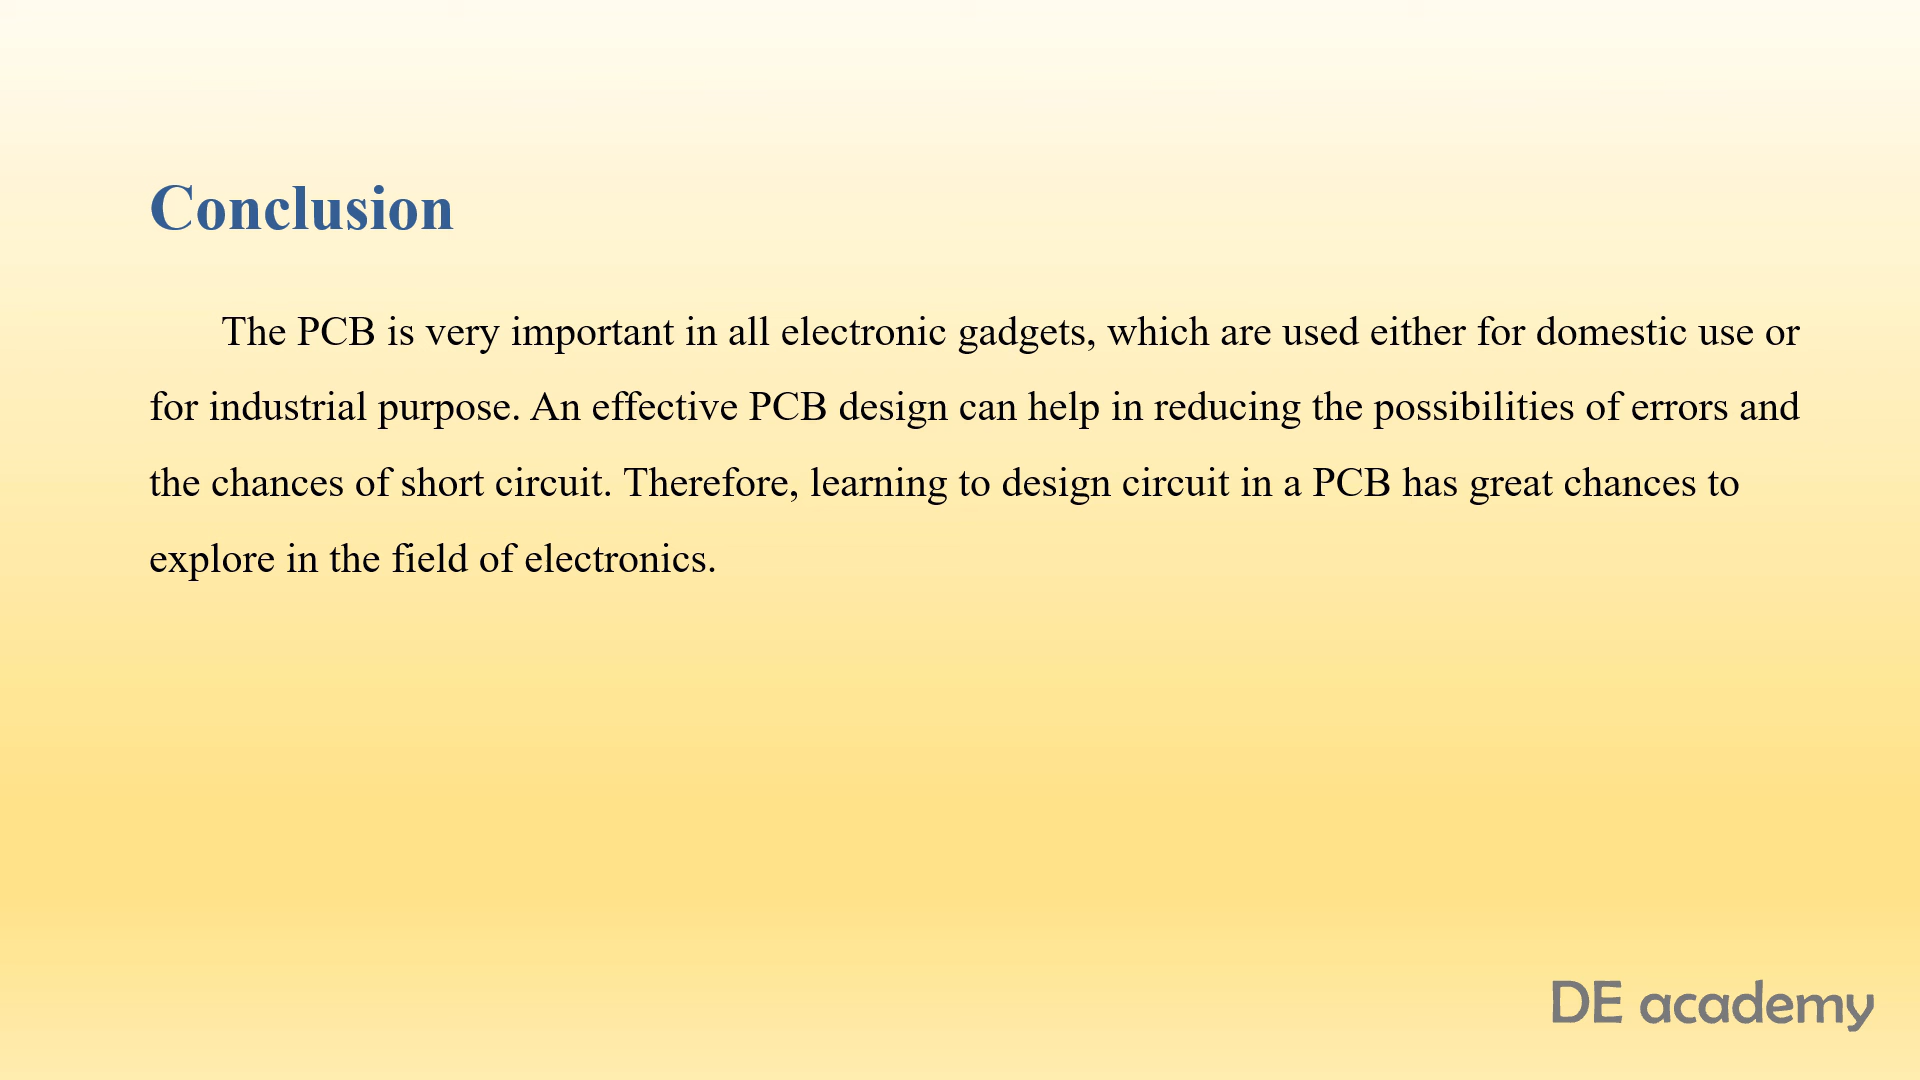 Conclusion
The PCB is very important in all electronic gadgets, which are used either for domestic use or
for industrial purpose. An effective PCB design can help in reducing the possibilities of errors and
the chances of short circuit. Therefore, learning to design circuit in a PCB has great chances to
explore in the field of electronics.
DE academy